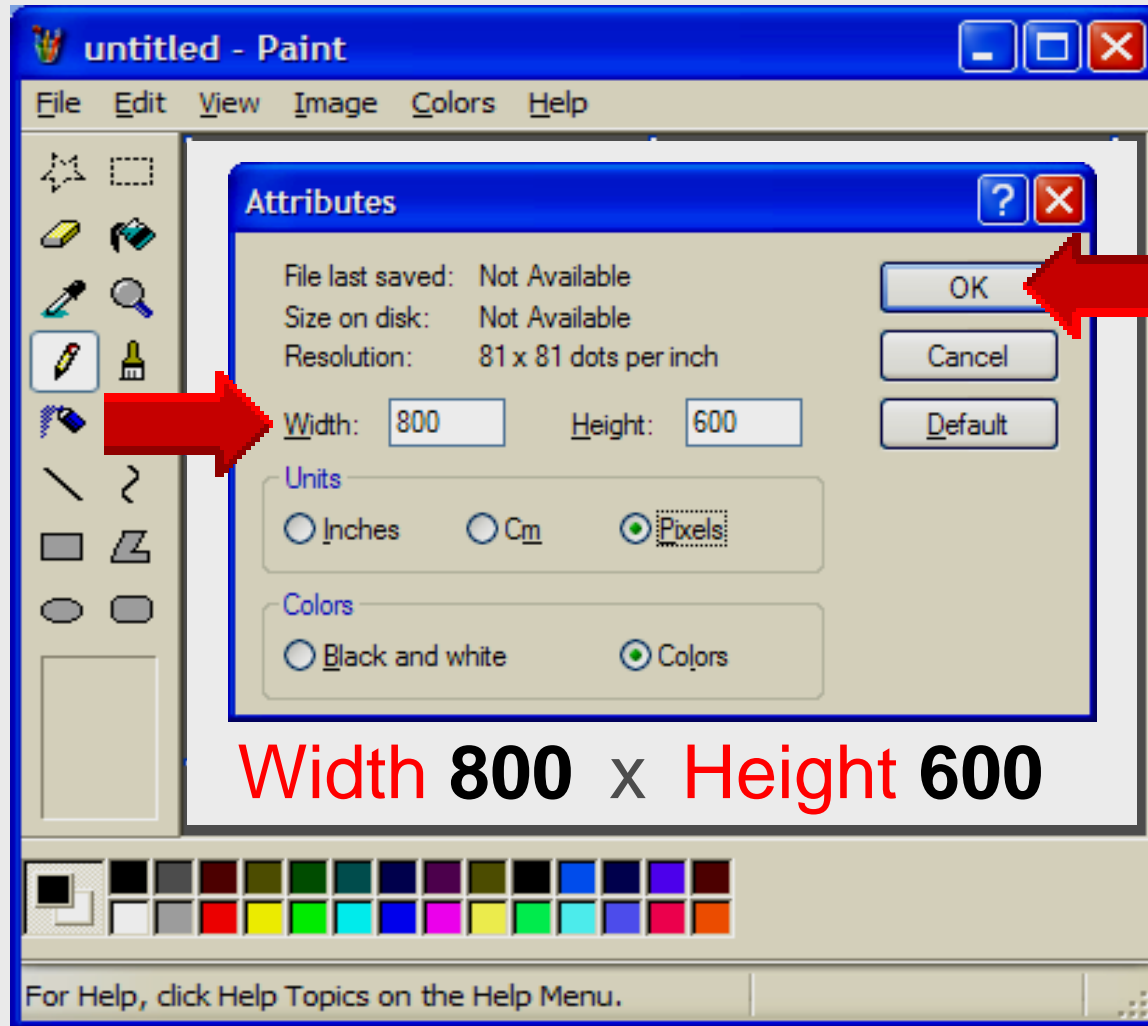 untitled - Paint
File Edit View Image Colors Help
Attributes
File last saved: Not Available
OK
Size on disk: Not Available
Resolution: 81 x 81 dots per inch
Cancel
Width: 800 Height: 600
Default
Units
Inches Cm Pixels
Colors
Black and white Colors
Width 800 x Height 600
For Help, click Help Topics on the Help Menu.